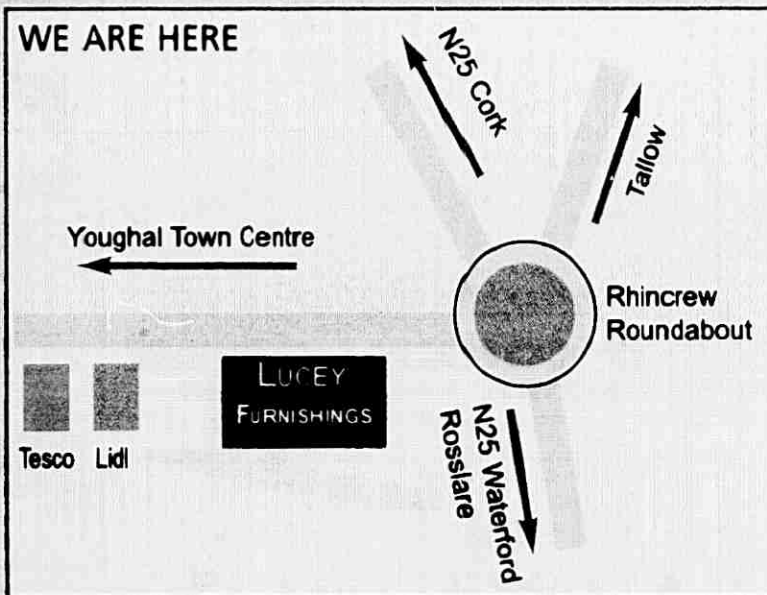 WE ARE HERE
N25 Cork
Tallow
Youghal Town Centre
Rhincrew
Roundabout
LUCEY
FURNISHINGS
Tesco
Lidl
N25 Waterford
Rosslare